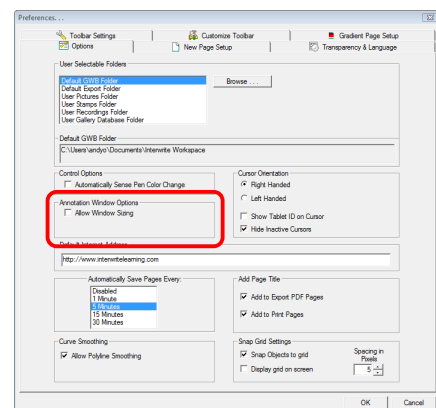 Preferences. . .
Toolbar Settings
Customize Toolbar
Gradient Page Setup
Options
New Page Setup
Transparency & Language
User Selectable Folders
Default GWB Folder
Default Export Folder
User Pictures Folder
User Stamps Folder
User Recordings Folder
User Gallery Database Folder
Browse . . .
Default GWB Folder
C:\Users\andyo\Documents\Interwrite Workspace
Control Options
Automatically Sense Pen Color Change
Cursor Orientation
Right Handed
Left Handed
Show Tablet ID on Cursor
Hide Inactive Cursors
Annotation Window Options
Allow Window Sizing
Default Internet Address
http://www.interwritelearning.com
Automatically Save Pages Every:
Disabled
1 Minute
5 Minutes
15 Minutes
30 Minutes
Add Page Title
Add to Export PDF Pages
Add to Print Pages
Curve Smoothing
Allow Polyline Smoothing
Snap Grid Settings
Snap Objects to grid
Display grid on screen
Spacing in
Pixels
5
OK
Cancel